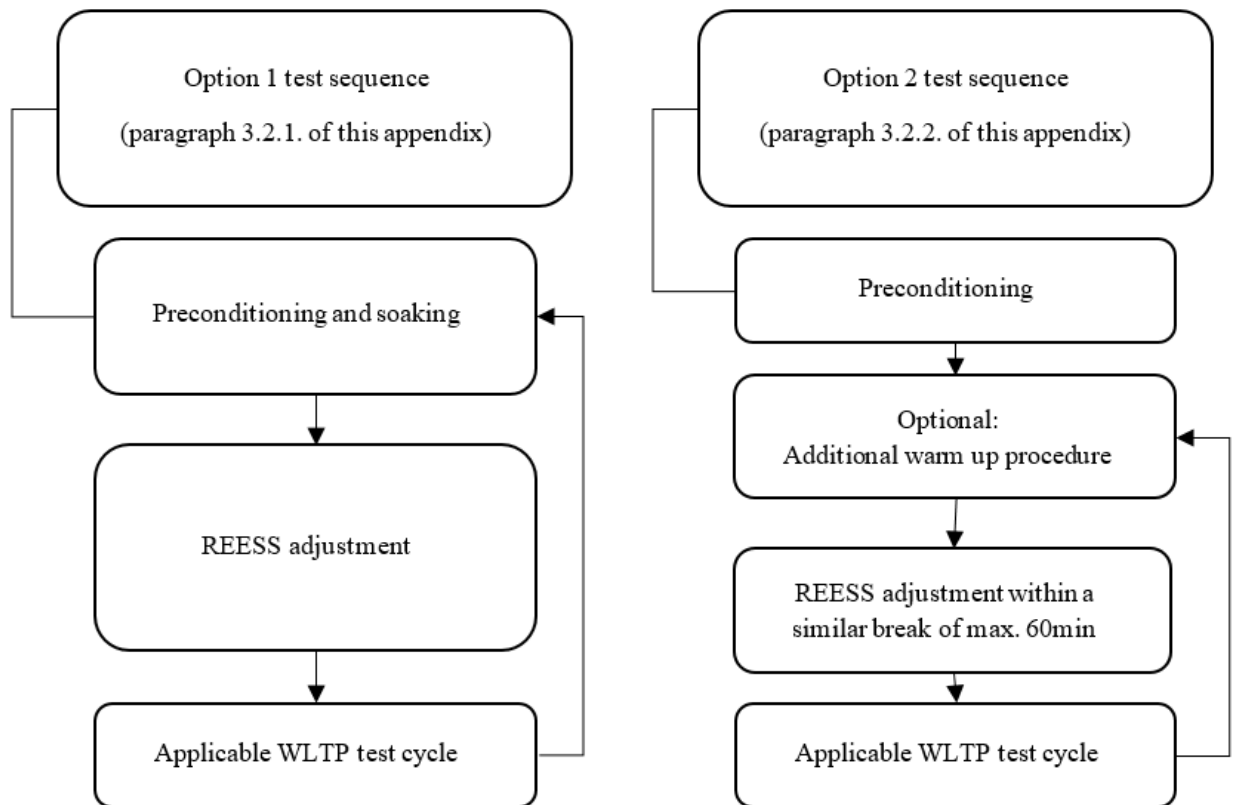 Option 1 test sequence
(paragraph 3.2.1. of this appendix)
Preconditioning and soaking
REESS adjustment
Applicable WLTP test cycle
Option 2 test sequence
(paragraph 3.2.2. of this appendix)
Preconditioning
Optional:
Additional warm up procedure
REESS adjustment within a
similar break of max. 60min
Applicable WLTP test cycle